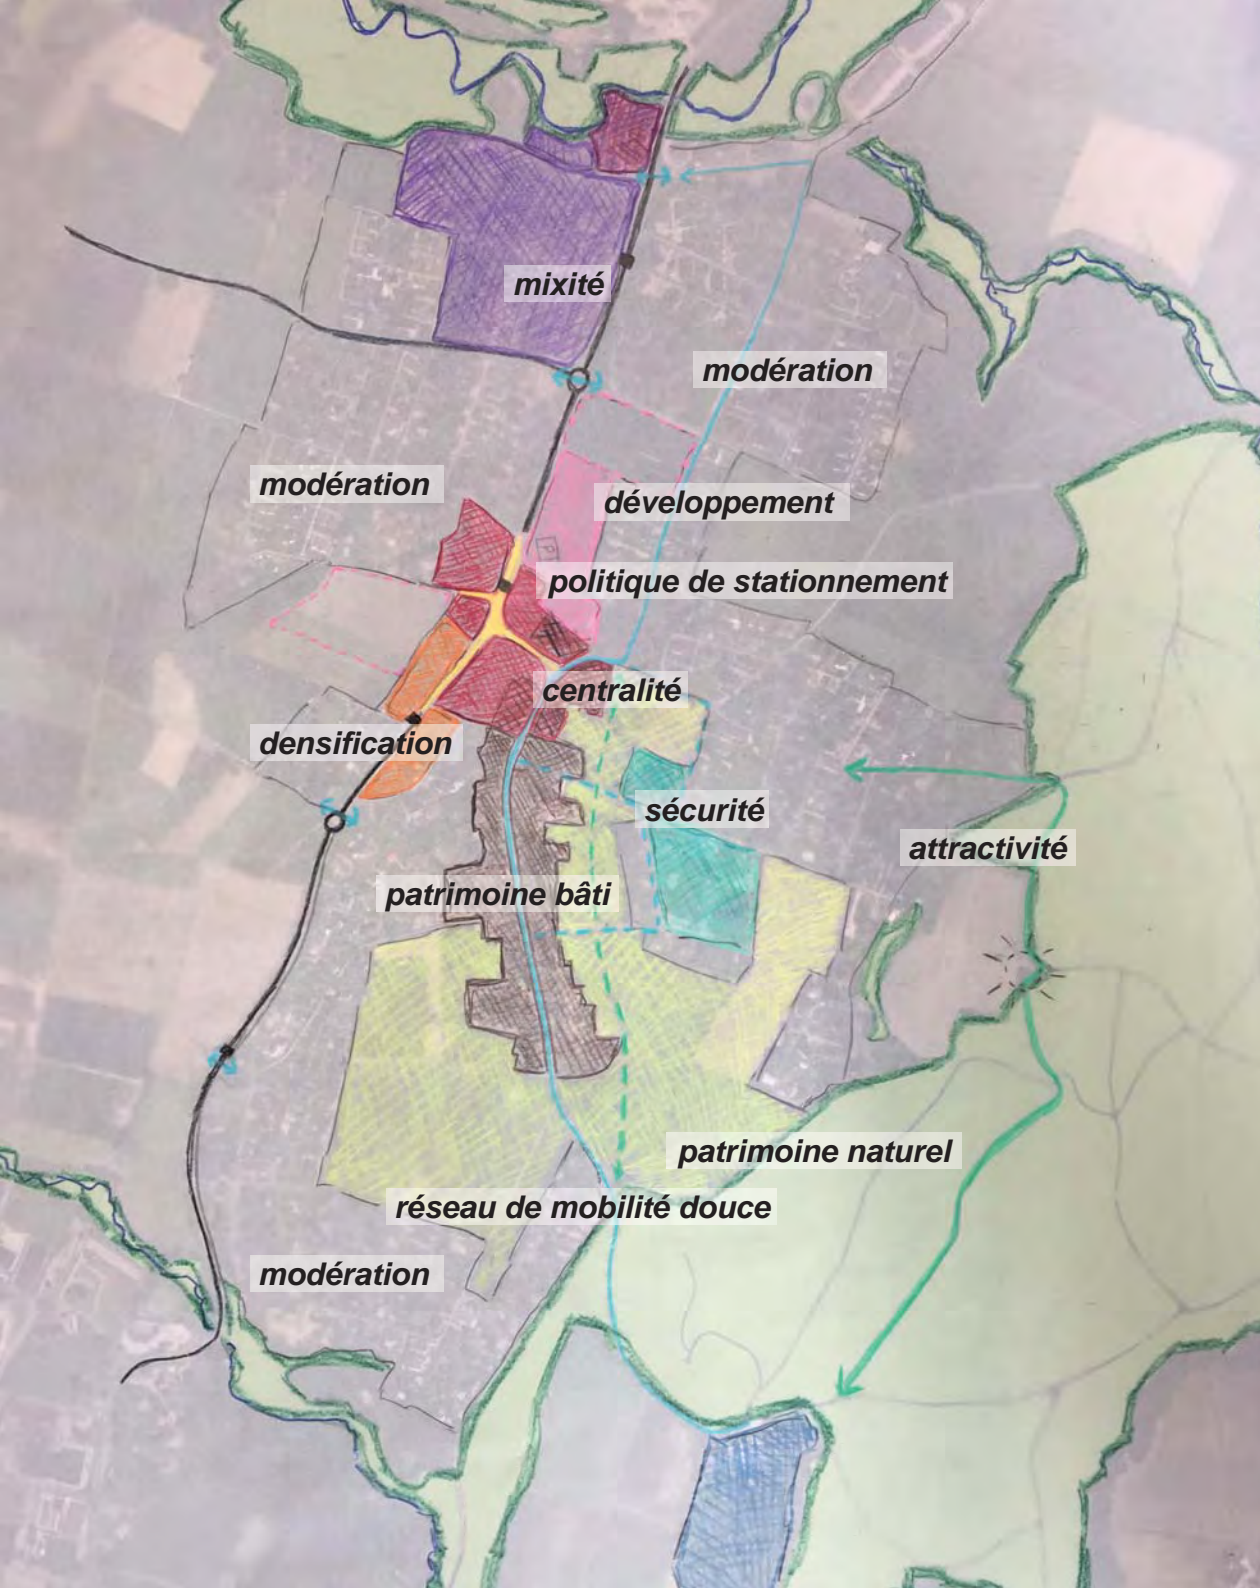 mixité
modération
modération
développement
P
politique de stationnement
centralité
densification
sécurité
attractivité
patrimoine bâti
patrimoine naturel
réseau de mobilité douce
modération